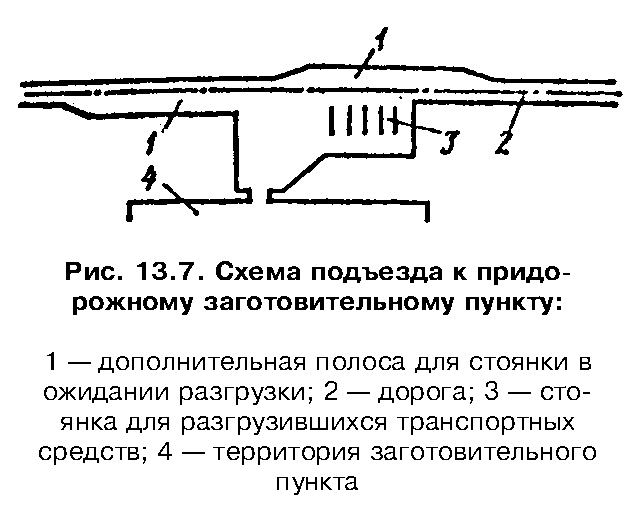 1
1
3
2
4
Рис. 13.7. Схема подъезда к придо-
рожному заготовительному пункту:
1 — дополнительная полоса для стоянки в
ожидании разгрузки; 2 — дорога; 3 — сто-
янка для разгрузившихся транспортных
средств; 4 — территория заготовительного
пункта